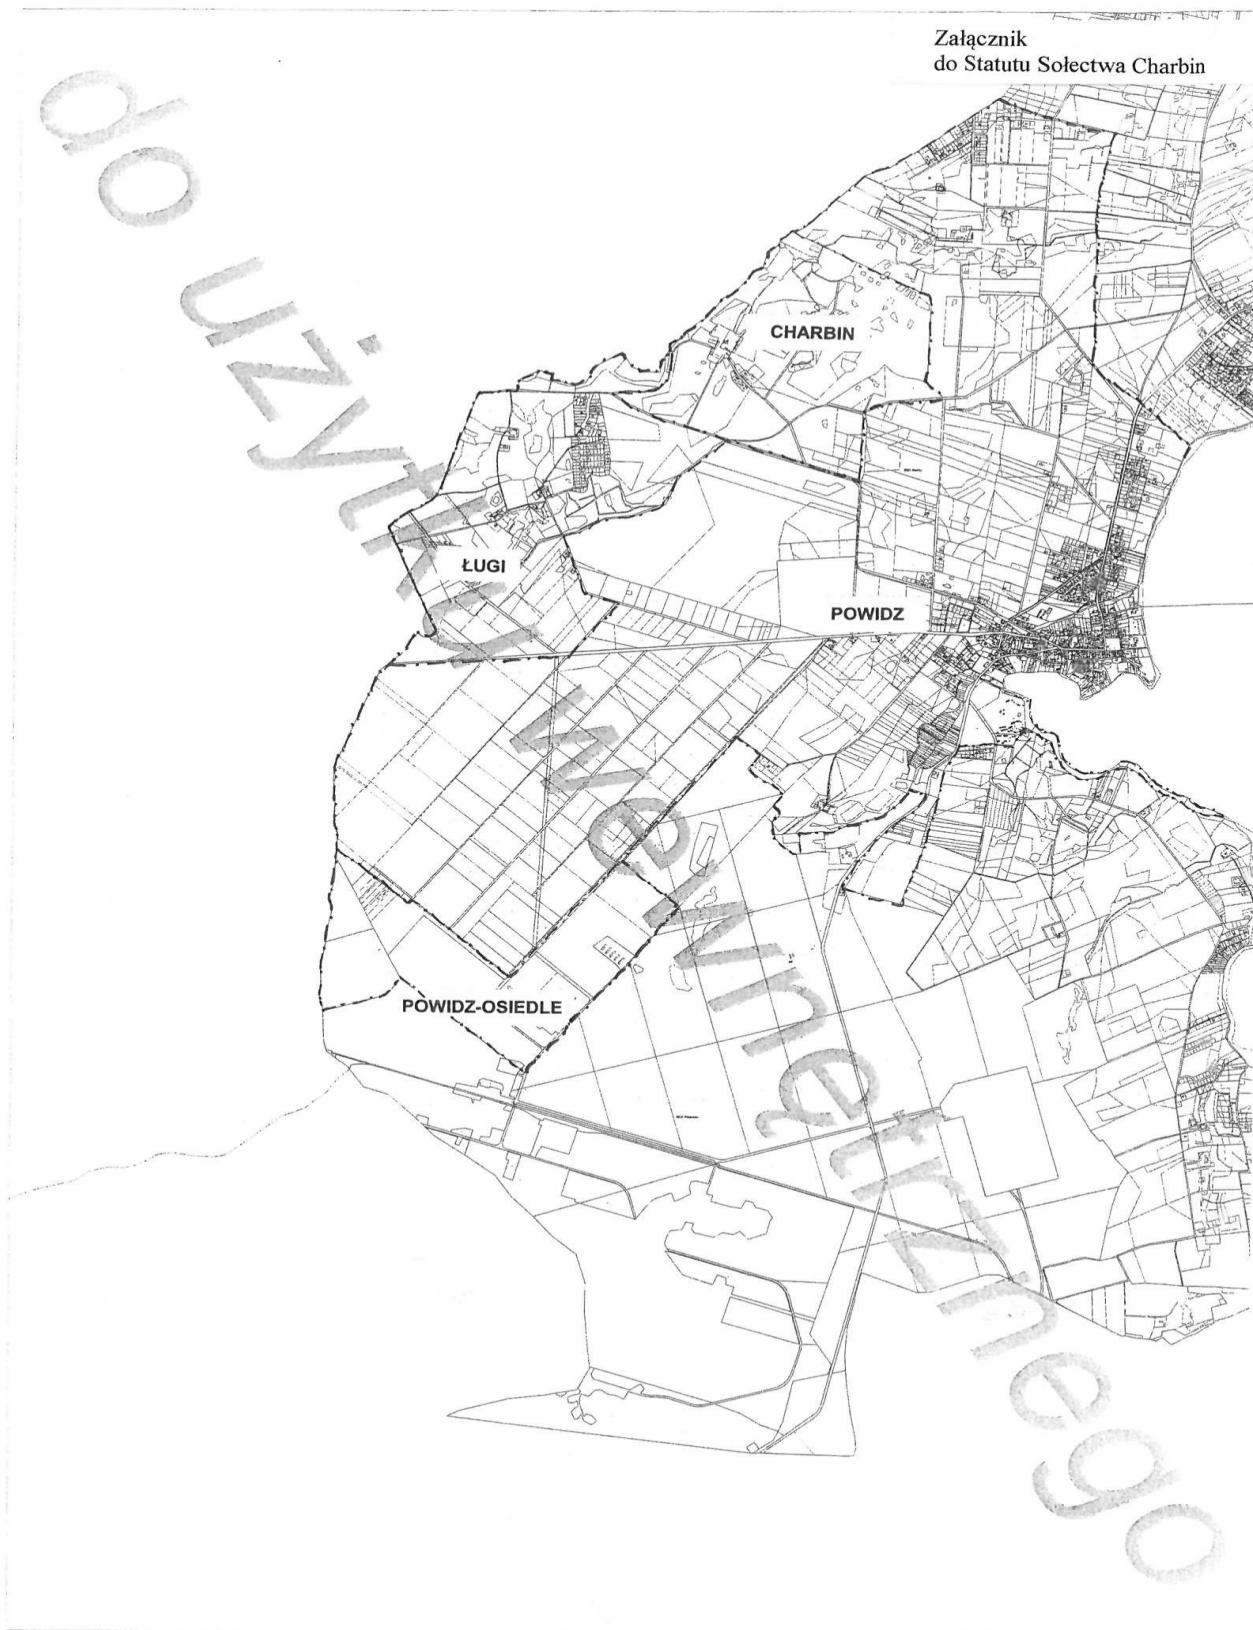 Załącznik
do Statutu Sołectwa Charbin
CHARBIN
ŁUGI
POWIDZ
POWIDZ-OSIEDLE
do użytku wewnętrznego